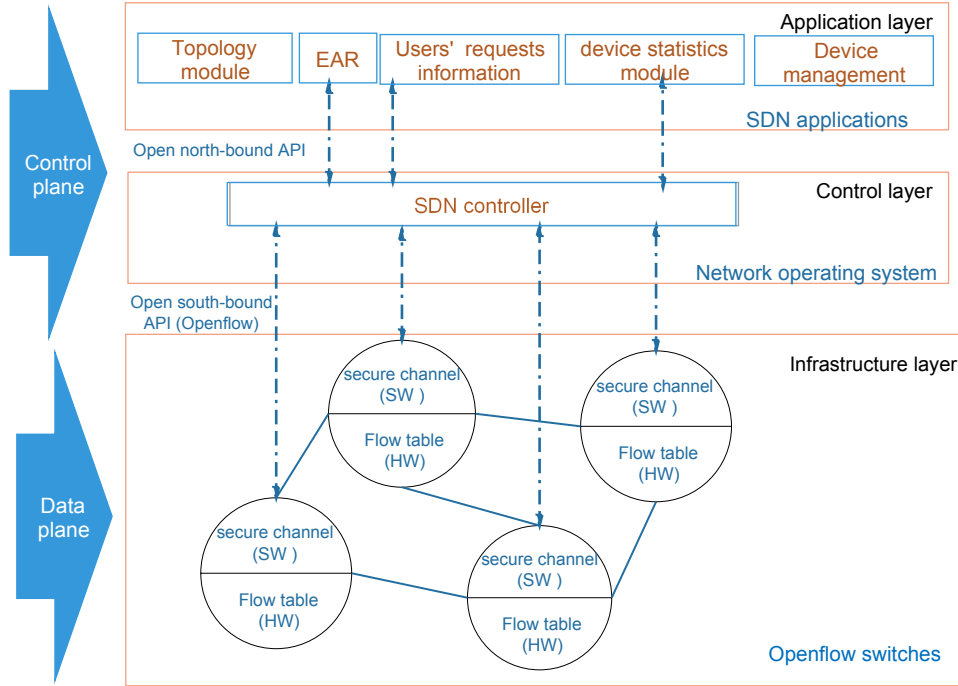 Application layer
Topology
module
EAR
Users' requests
information
device statistics
module
Device
management
SDN applications
Open north-bound API
Control
plane
Control layer
SDN controller
Network operating system
Open south-bound
API (Openflow)
Infrastructure layer
secure channel
(SW )
Flow table
(HW)
secure channel
(SW )
Flow table
(HW)
Data
plane
secure channel
(SW )
Flow table
(HW)
secure channel
(SW )
Flow table
(HW)
Openflow switches